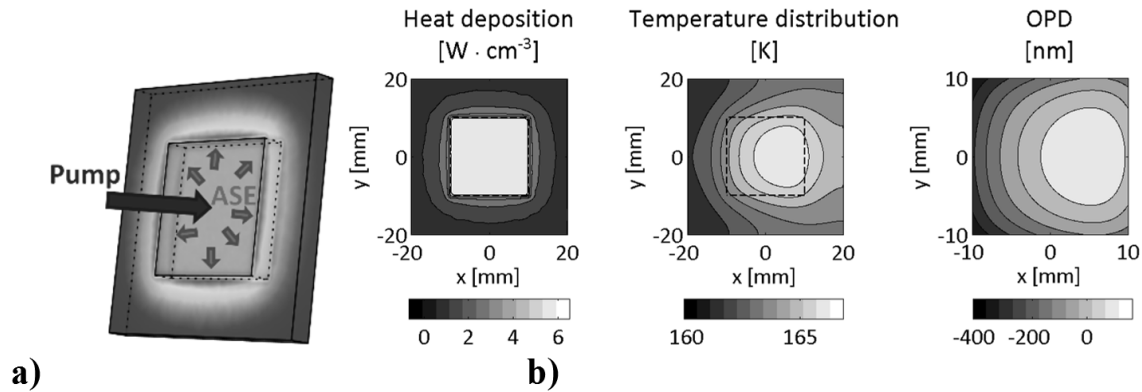 Heat deposition
[W · cm-3]
Temperature distribution
[K]
OPD
[nm]
Pump
ASE
20
0
-20
y [mm]
-20 0 20
x [mm]
0 2 4 6
20
0
-20
y [mm]
-20 0 20
x [mm]
160 165
10
0
-10
y [mm]
-10 0 10
x [mm]
-400 -200 0
a)
b)